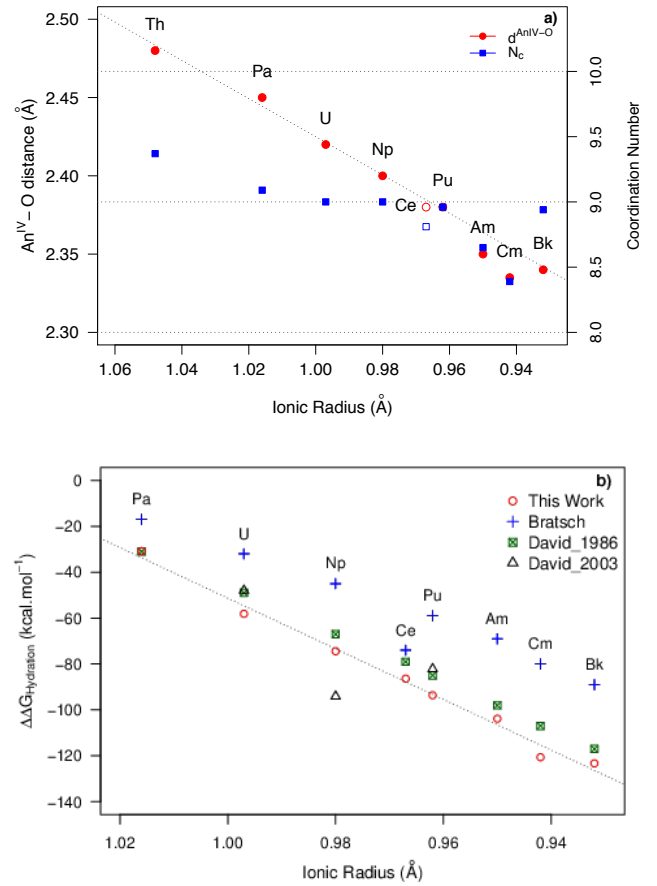 a)
d^AnIV−O
N_c
Th
Pa
U
Np
Ce
Pu
Am
Cm
Bk
2.50
2.45
2.40
2.35
2.30
An^IV − O distance (Å)
10.0
9.5
9.0
8.5
8.0
Coordination Number
1.06 1.04 1.02 1.00 0.98 0.96 0.94
Ionic Radius (Å)
b)
This Work
Bratsch
David_1986
David_2003
Pa
U
Np
Ce
Pu
Am
Cm
Bk
0
−20
−40
−60
−80
−100
−120
−140
ΔΔG_Hydration (kcal.mol⁻¹)
1.02 1.00 0.98 0.96 0.94
Ionic Radius (Å)